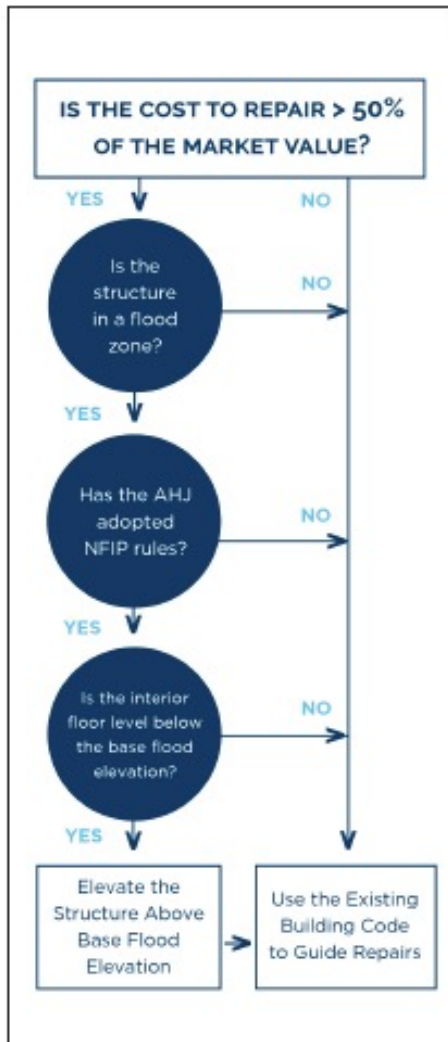 IS THE COST TO REPAIR > 50%
OF THE MARKET VALUE?
YES
NO
Is the
structure
in a flood
zone?
NO
YES
Has the AHJ
adopted
NFIP rules?
NO
YES
Is the interior
floor level below
the base flood
elevation?
NO
YES
Elevate the
Structure Above
Base Flood
Elevation
Use the Existing
Building Code
to Guide Repairs